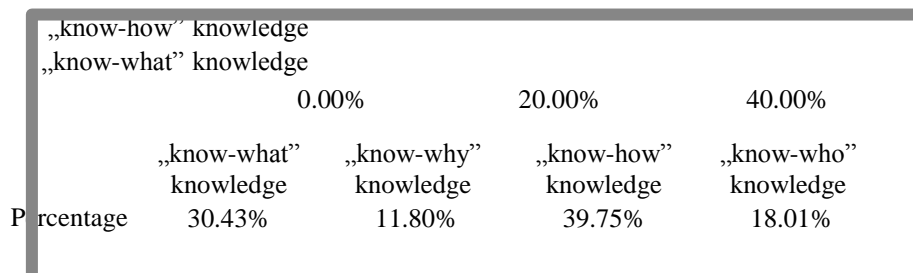 „know-how” knowledge
„know-what” knowledge
0.00% 20.00% 40.00%
„know-what” „know-why” „know-how” „know-who”
knowledge knowledge knowledge knowledge
Percentage 30.43% 11.80% 39.75% 18.01%